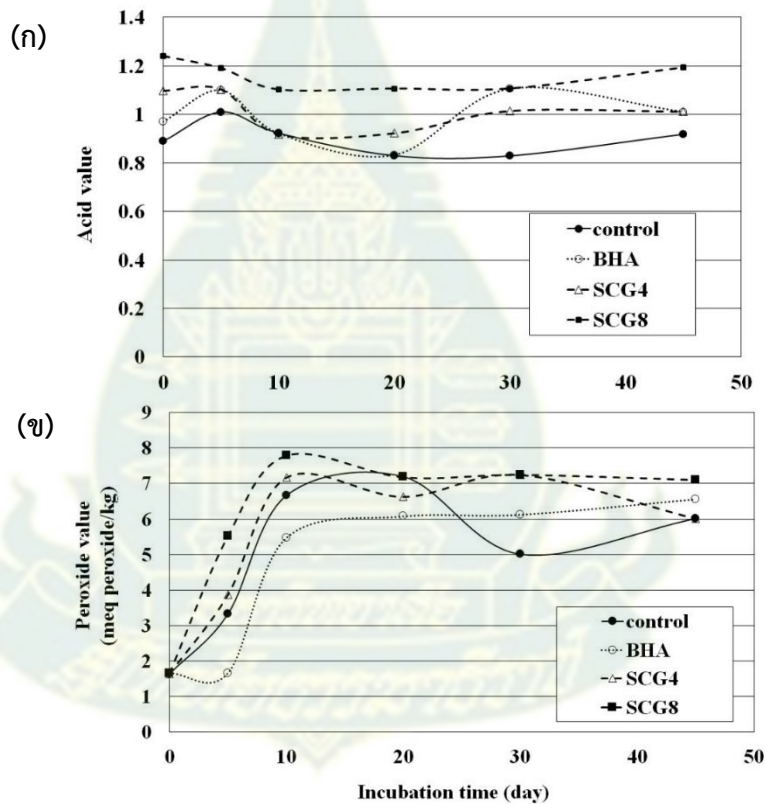 (ก)
1.4
1.2
1
0.8
0.6
0.4
0.2
0
Acid value
control
BHA
SCG4
SCG8
0 10 20 30 40 50
(ข)
9
8
7
6
5
4
3
2
1
0
Peroxide value
(meq peroxide/kg)
control
BHA
SCG4
SCG8
0 10 20 30 40 50
Incubation time (day)